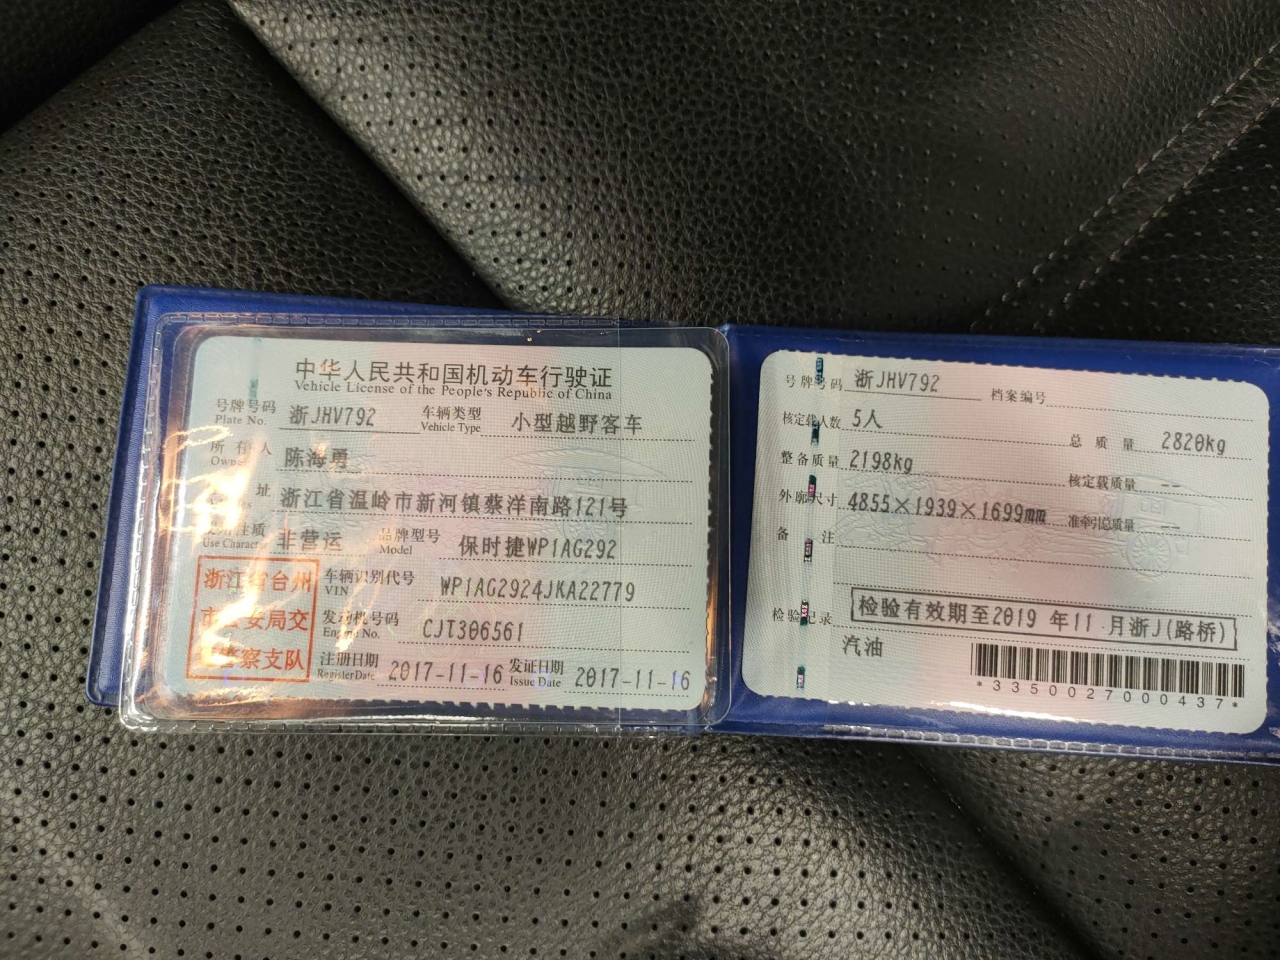 中华人民共和国机动车行驶证
Vehicle License of the People's Republic of China
号牌号码 浙JHV792 车辆类型 小型越野客车
Plate No. Vehicle Type
所有人 陈海勇
Owner
址 浙江省温岭市新河镇蔡洋南路121号
使用性质 非营运 品牌型号 保时捷WP1AG292
Use Character Model
浙江省台州
市公安局交
警察支队
车辆识别代号 WP1AG2924JKA22779
VIN
发动机号码 CJT306561
Engine No.
注册日期 2017-11-16 发证日期 2017-11-16
Register Date Issue Date
号牌号码 浙JHV792 档案编号
核定载人数 5人 总质量 2820kg
整备质量 2198kg 核定载质量 --
外廓尺寸 4855×1939×1699mm 准牵引总质量 --
备注
检验记录 检验有效期至2019年11月浙J(路桥)
汽油
*3350027000437*